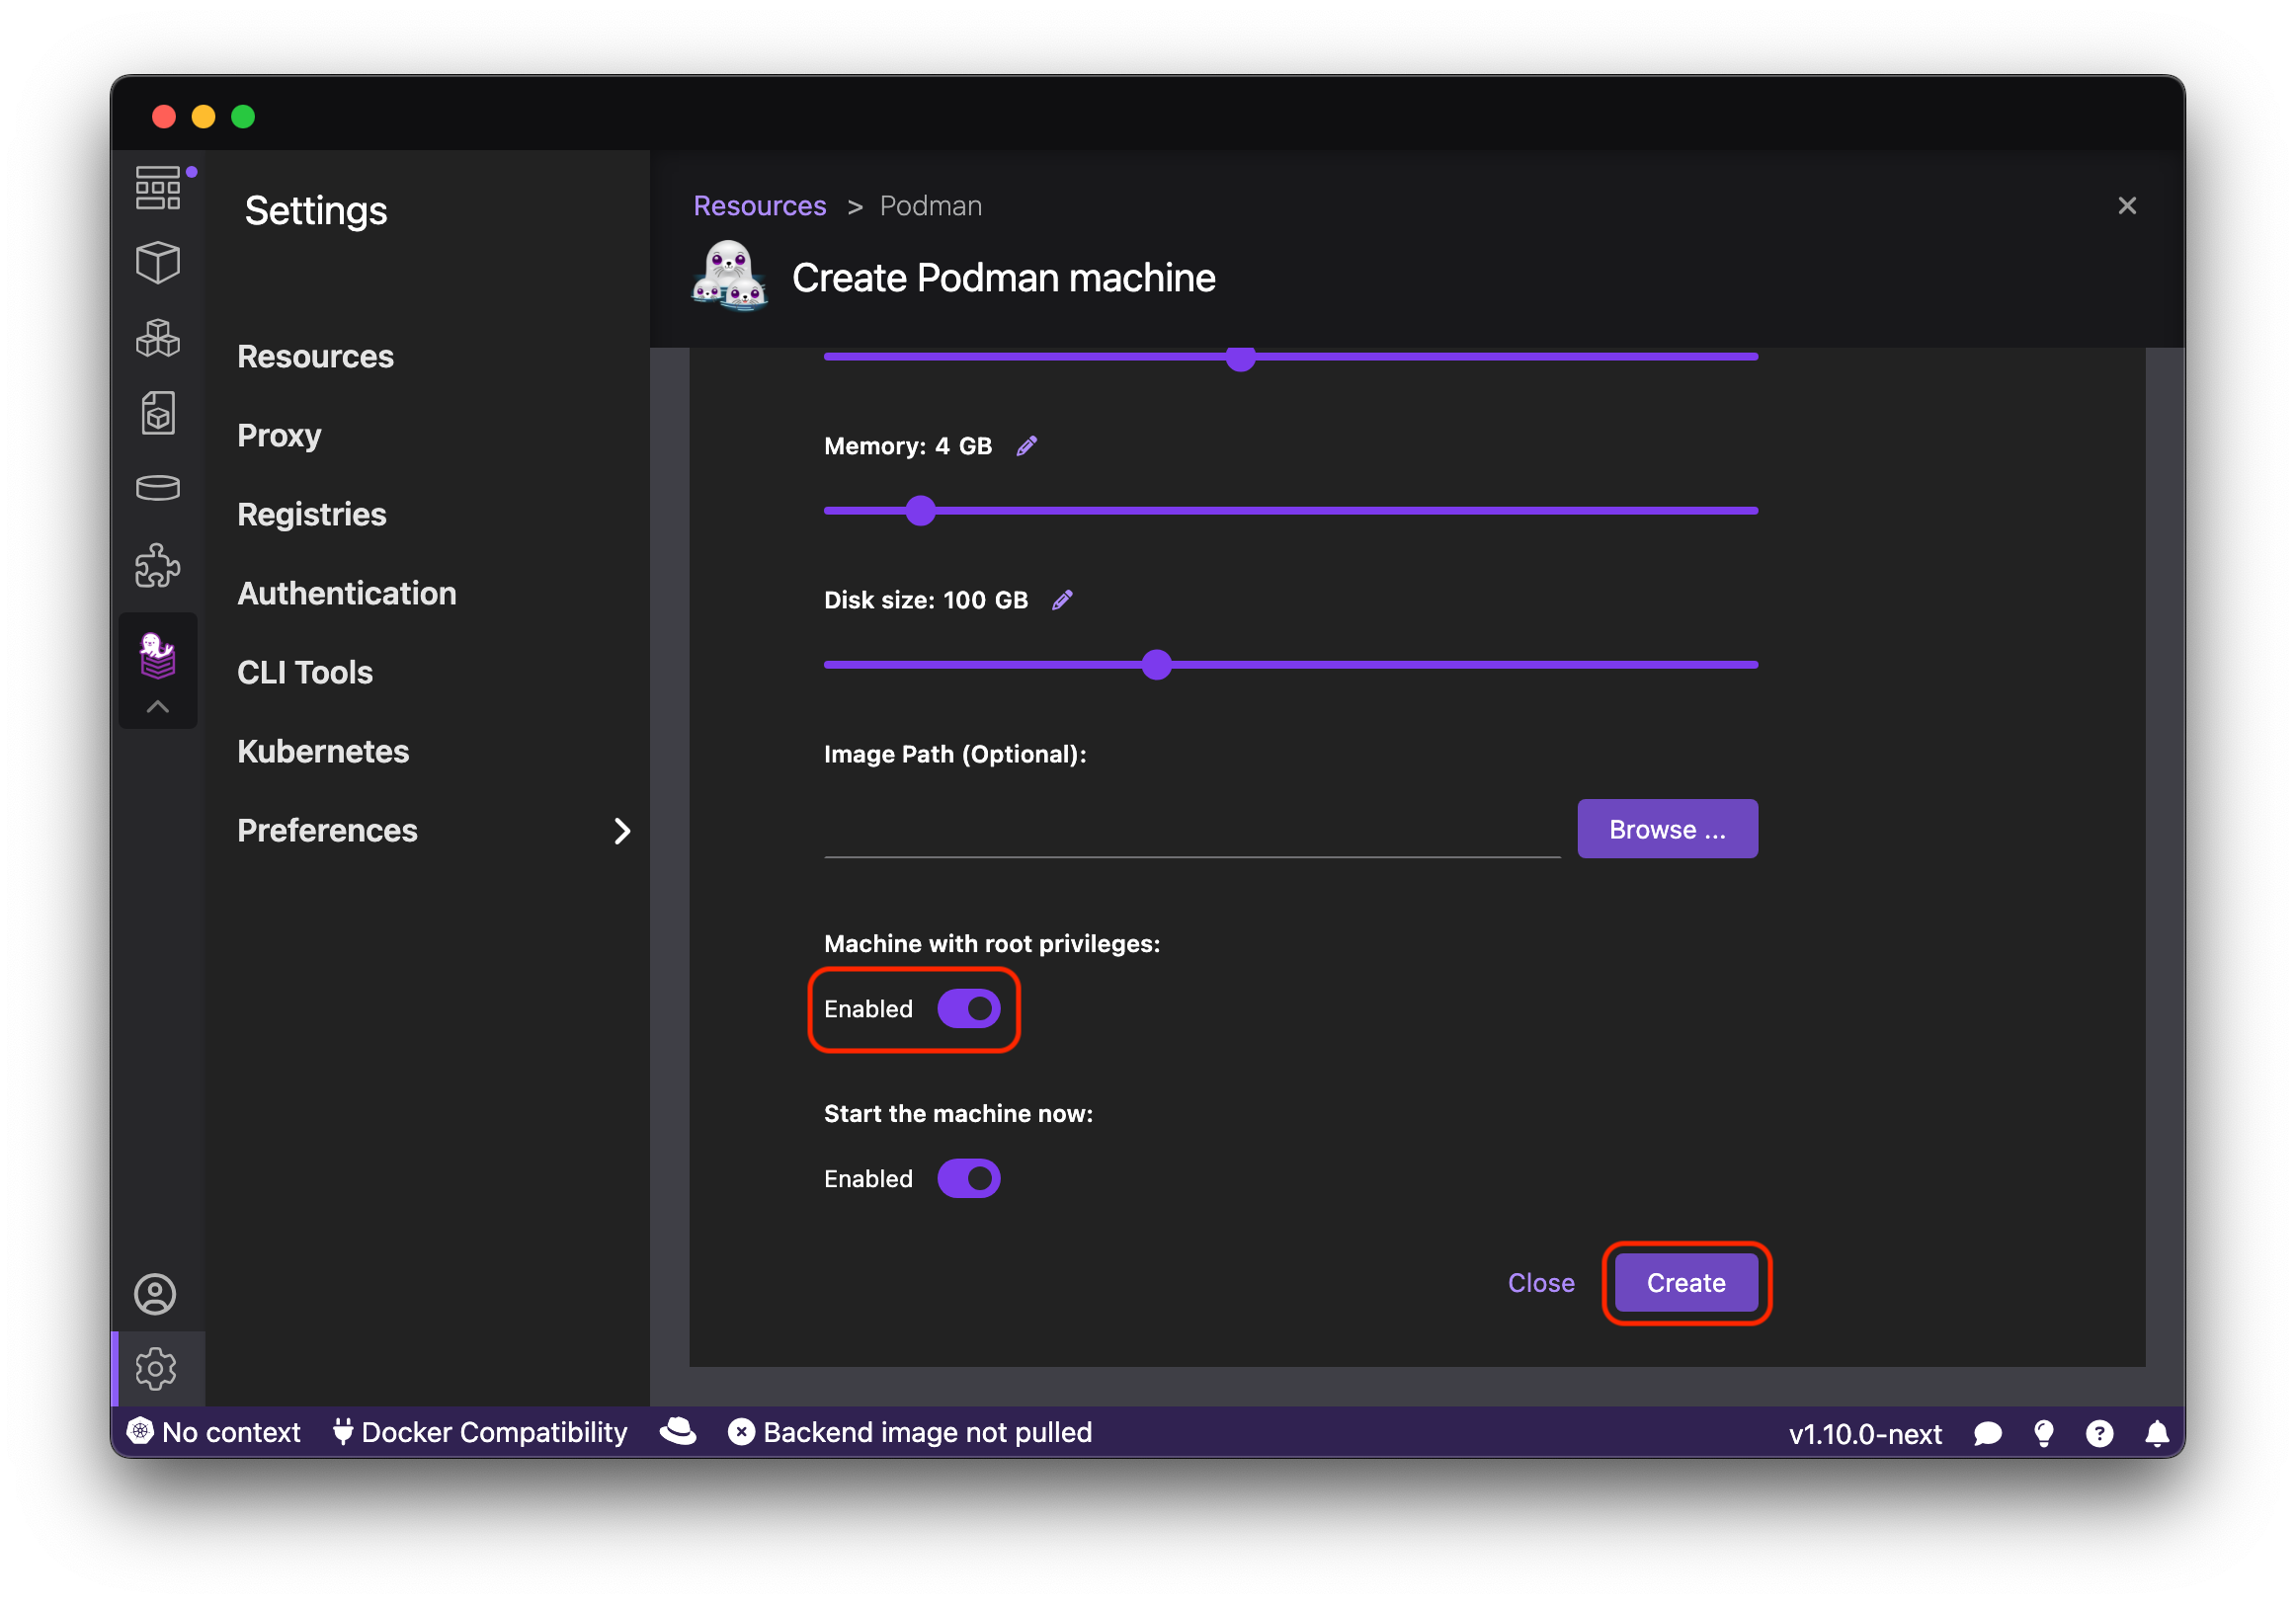 Settings
Resources
Proxy
Registries
Authentication
CLI Tools
Kubernetes
Preferences
Resources > Podman
Create Podman machine
Memory: 4 GB
Disk size: 100 GB
Image Path (Optional):
Browse ...
Machine with root privileges:
Enabled
Start the machine now:
Enabled
Close Create
No context Docker Compatibility Backend image not pulled v1.10.0-next